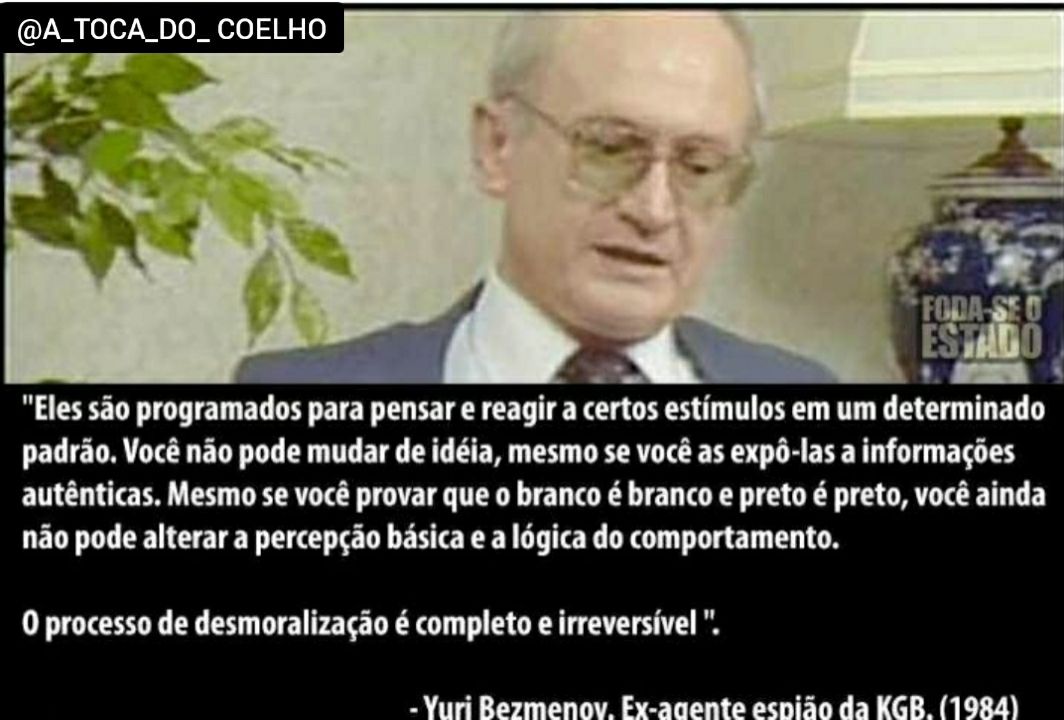 @A_TOCA_DO_ COELHO
FODA-SE O
ESTADO
"Eles são programados para pensar e reagir a certos estímulos em um determinado
padrão. Você não pode mudar de idéia, mesmo se você as expô-las a informações
autênticas. Mesmo se você provar que o branco é branco e preto é preto, você ainda
não pode alterar a percepção básica e a lógica do comportamento.
O processo de desmoralização é completo e irreversível ".
- Yuri Bezmenov. Ex-agente espião da KGB. (1984)